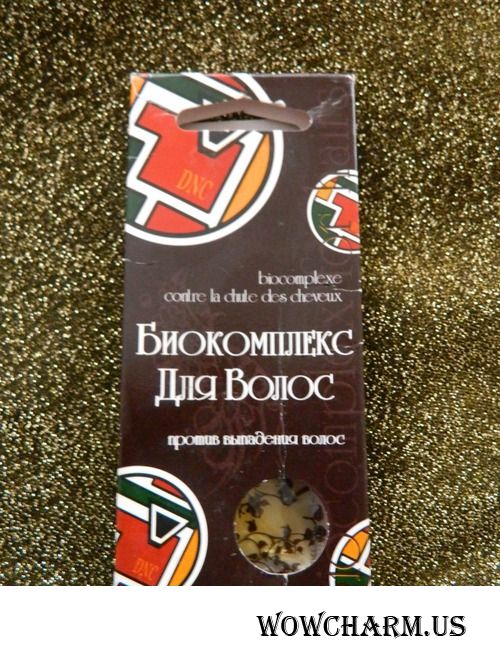 DNC
biocomplexe
contre la chute des cheveux
Биокомплекс
Для Волос
против выпадения волос
DNC
WOWCHARM.US